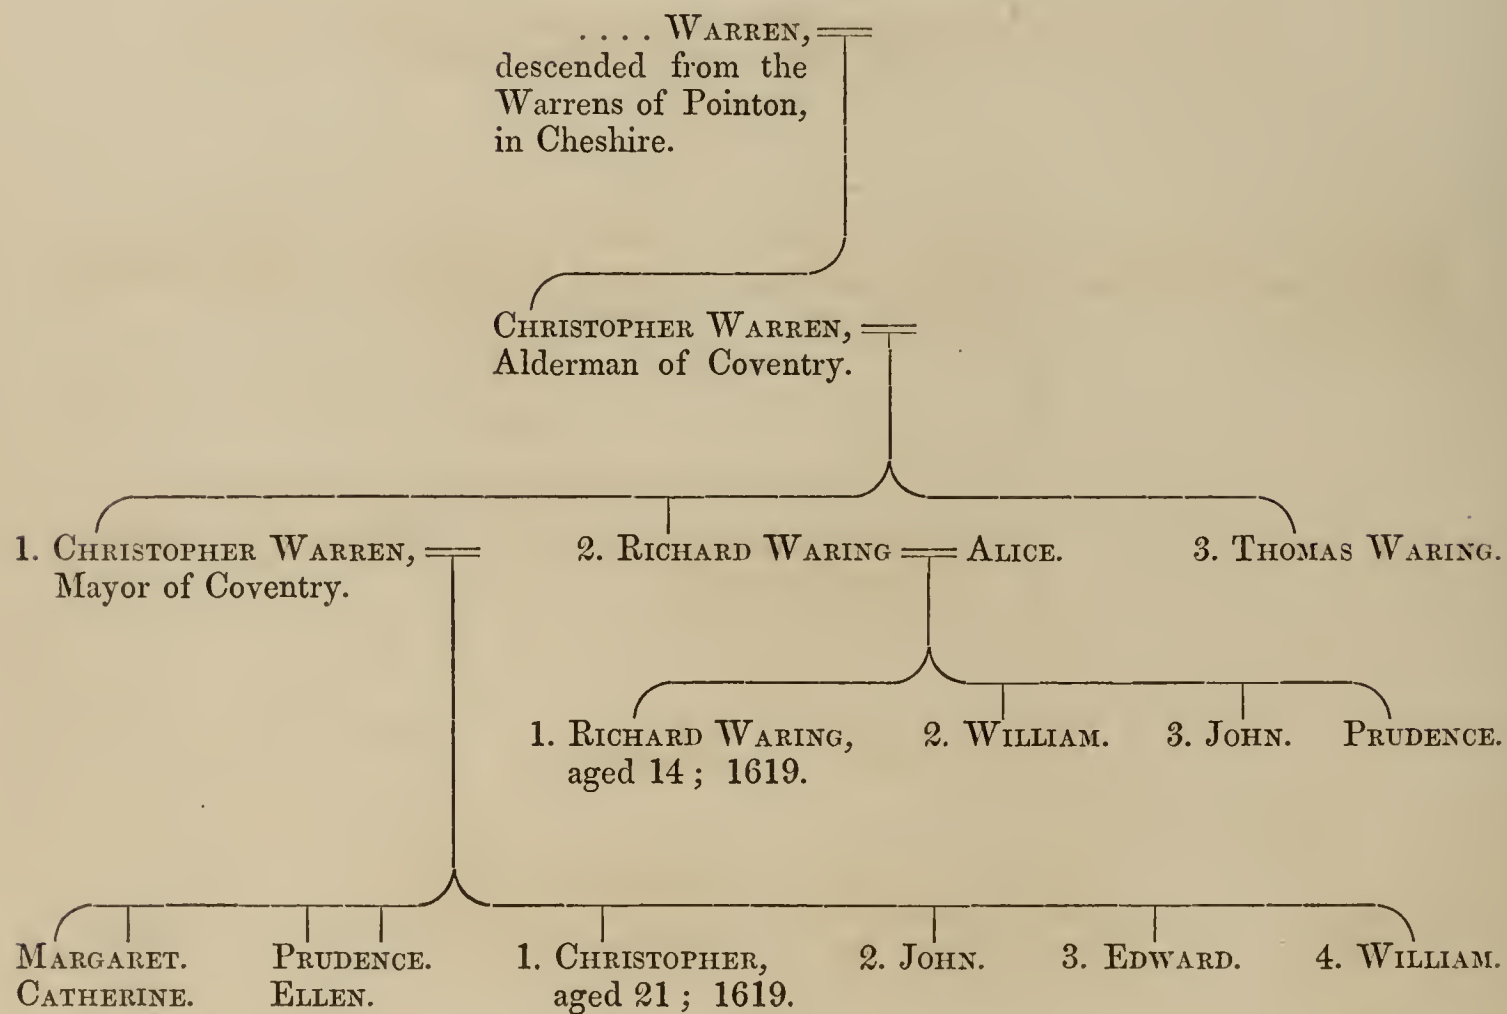 .... WARREN,
descended from the
Warrens of Pointon,
in Cheshire.
CHRISTOPHER WARREN,
Alderman of Coventry.
1. CHRISTOPHER WARREN,
Mayor of Coventry.
2. RICHARD WARING
ALICE.
3. THOMAS WARING.
1. RICHARD WARING,
aged 14; 1619.
2. WILLIAM.
3. JOHN.
PRUDENCE.
MARGARET.
CATHERINE.
PRUDENCE.
ELLEN.
1. CHRISTOPHER,
aged 21; 1619.
2. JOHN.
3. EDWARD.
4. WILLIAM.